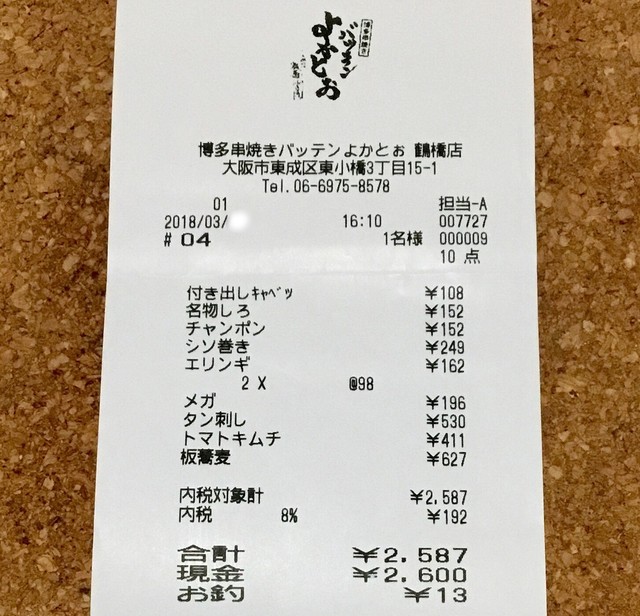 博多串焼き
バッテン
よかとぉ
博多串焼きバッテンよかとぉ 鶴橋店
大阪市東成区東小橋3丁目15-1
Tel.06-6975-8578
01 担当-A
2018/03/ 16:10 007727
# 04 1名様 000009
10 点
付き出しｷｬﾍﾞﾂ ¥108
名物しろ ¥152
チャンポン ¥152
シソ巻き ¥249
エリンギ ¥162
2 X @98
メガ ¥196
タン刺し ¥530
トマトキムチ ¥411
板蕎麦 ¥627
内税対象計 ¥2,587
内税 8% ¥192
合計 ¥2,587
現金 ¥2,600
お釣 ¥13